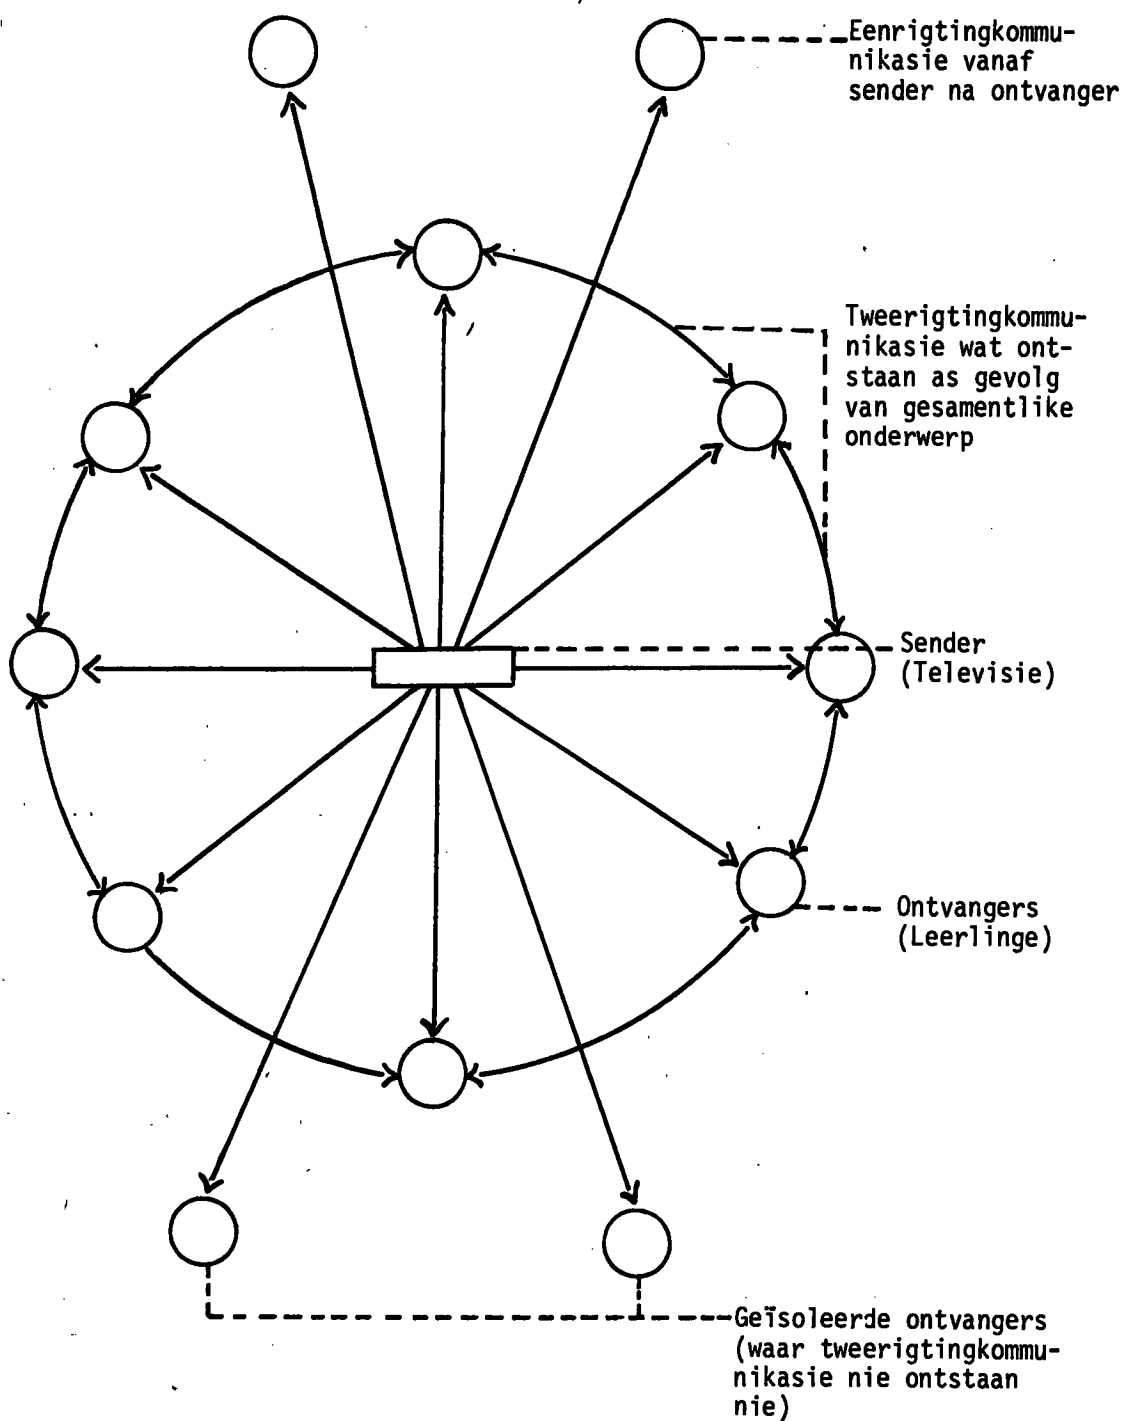 Eenrigtingkommu-
nikasie vanaf
sender na ontvanger
Tweerigtingkommu-
nikasie wat ont-
staan as gevolg
van gesamentlike
onderwerp
Sender
(Televisie)
Ontvangers
(Leerlinge)
Geïsoleerde ontvangers
(waar tweerigtingkommu-
nikasie nie ontstaan
nie)